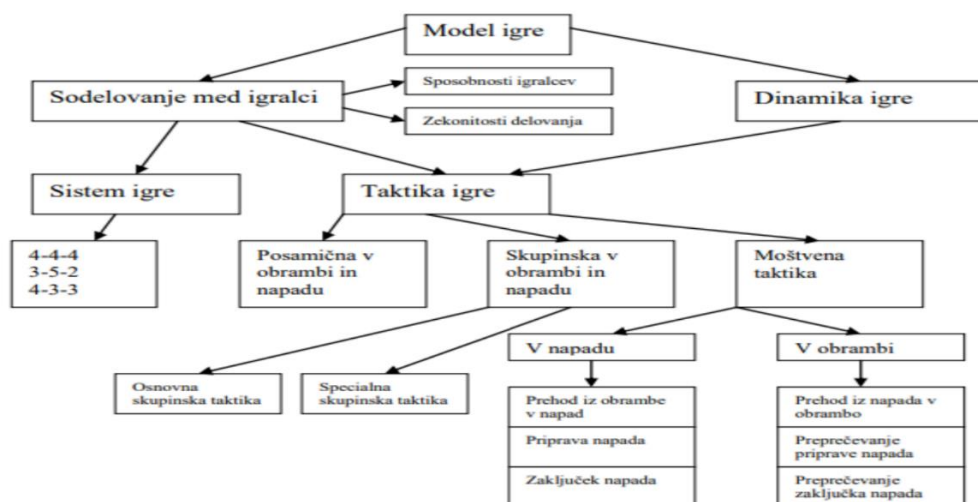 Model igre
Sodelovanje med igralci
Sposobnosti igralcev
Zekonitosti delovanja
Dinamika igre
Sistem igre
Taktika igre
4-4-4
3-5-2
4-3-3
Posamična v
obrambi in
napadu
Skupinska v
obrambi in
napadu
Moštvena
taktika
V napadu
V obrambi
Osnovna
skupinska taktika
Specialna
skupinska taktika
Prehod iz obrambe
v napad
Priprava napada
Zaključek napada
Prehod iz napada v
obrambo
Preprečevanje
priprave napada
Preprečevanje
zaključka napada